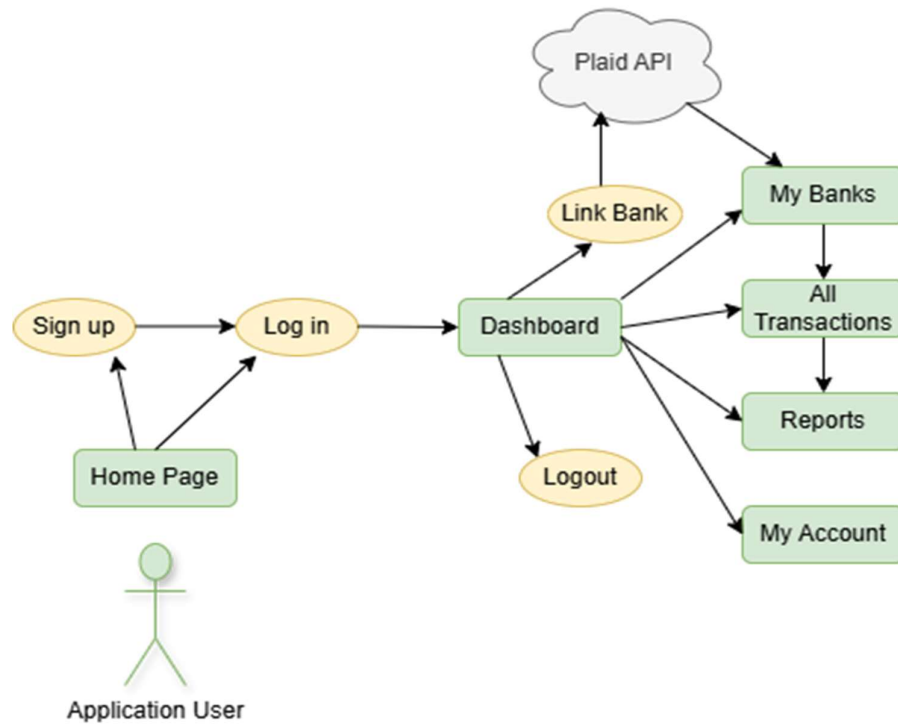 Plaid API
My Banks
Link Bank
All
Transactions
Sign up
Log in
Dashboard
Reports
Home Page
Logout
My Account
Application User